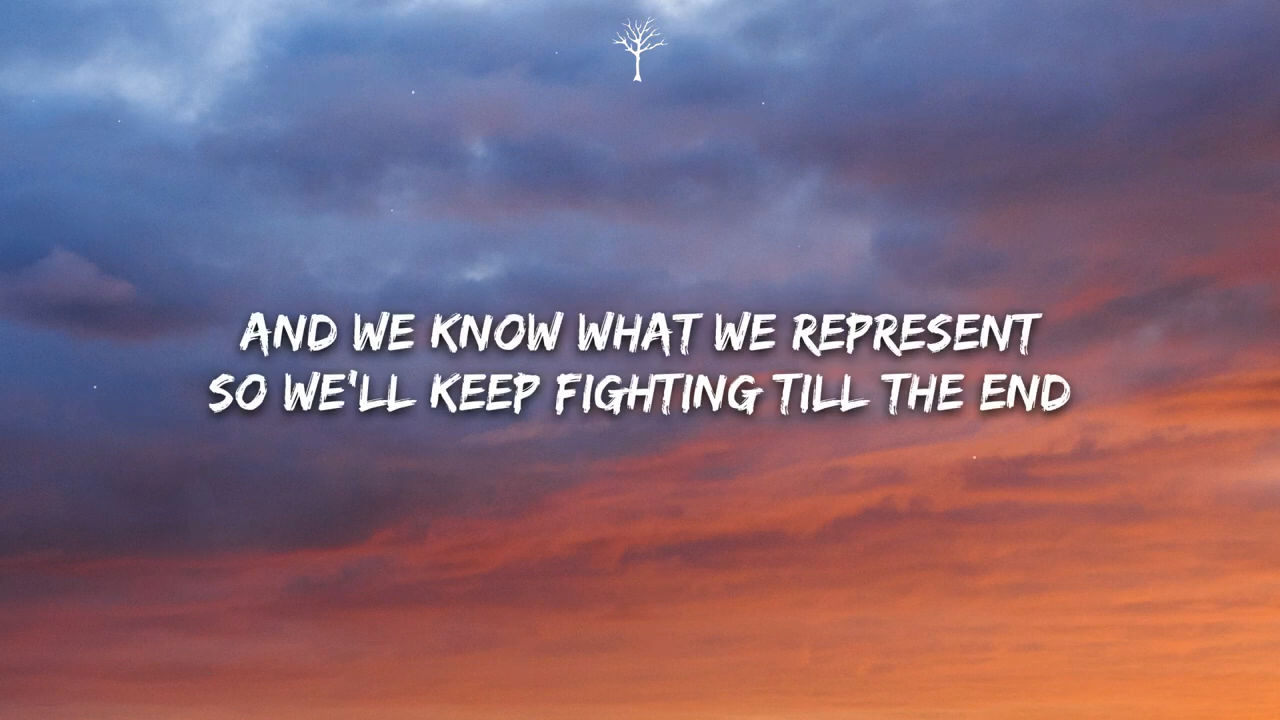 AND WE KNOW WHAT WE REPRESENT
SO WE'LL KEEP FIGHTING TILL THE END